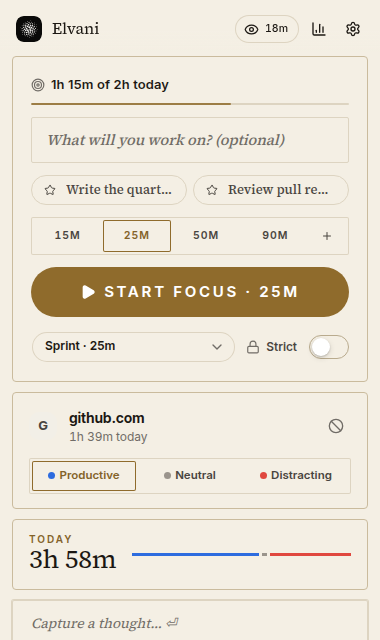 Elvani
18m
1h 15m of 2h today
What will you work on? (optional)
Write the quart...
Review pull re...
15M
25M
50M
90M
+
START FOCUS · 25M
Sprint · 25m
Strict
G
github.com
1h 39m today
Productive
Neutral
Distracting
TODAY
3h 58m
Capture a thought... ⏎